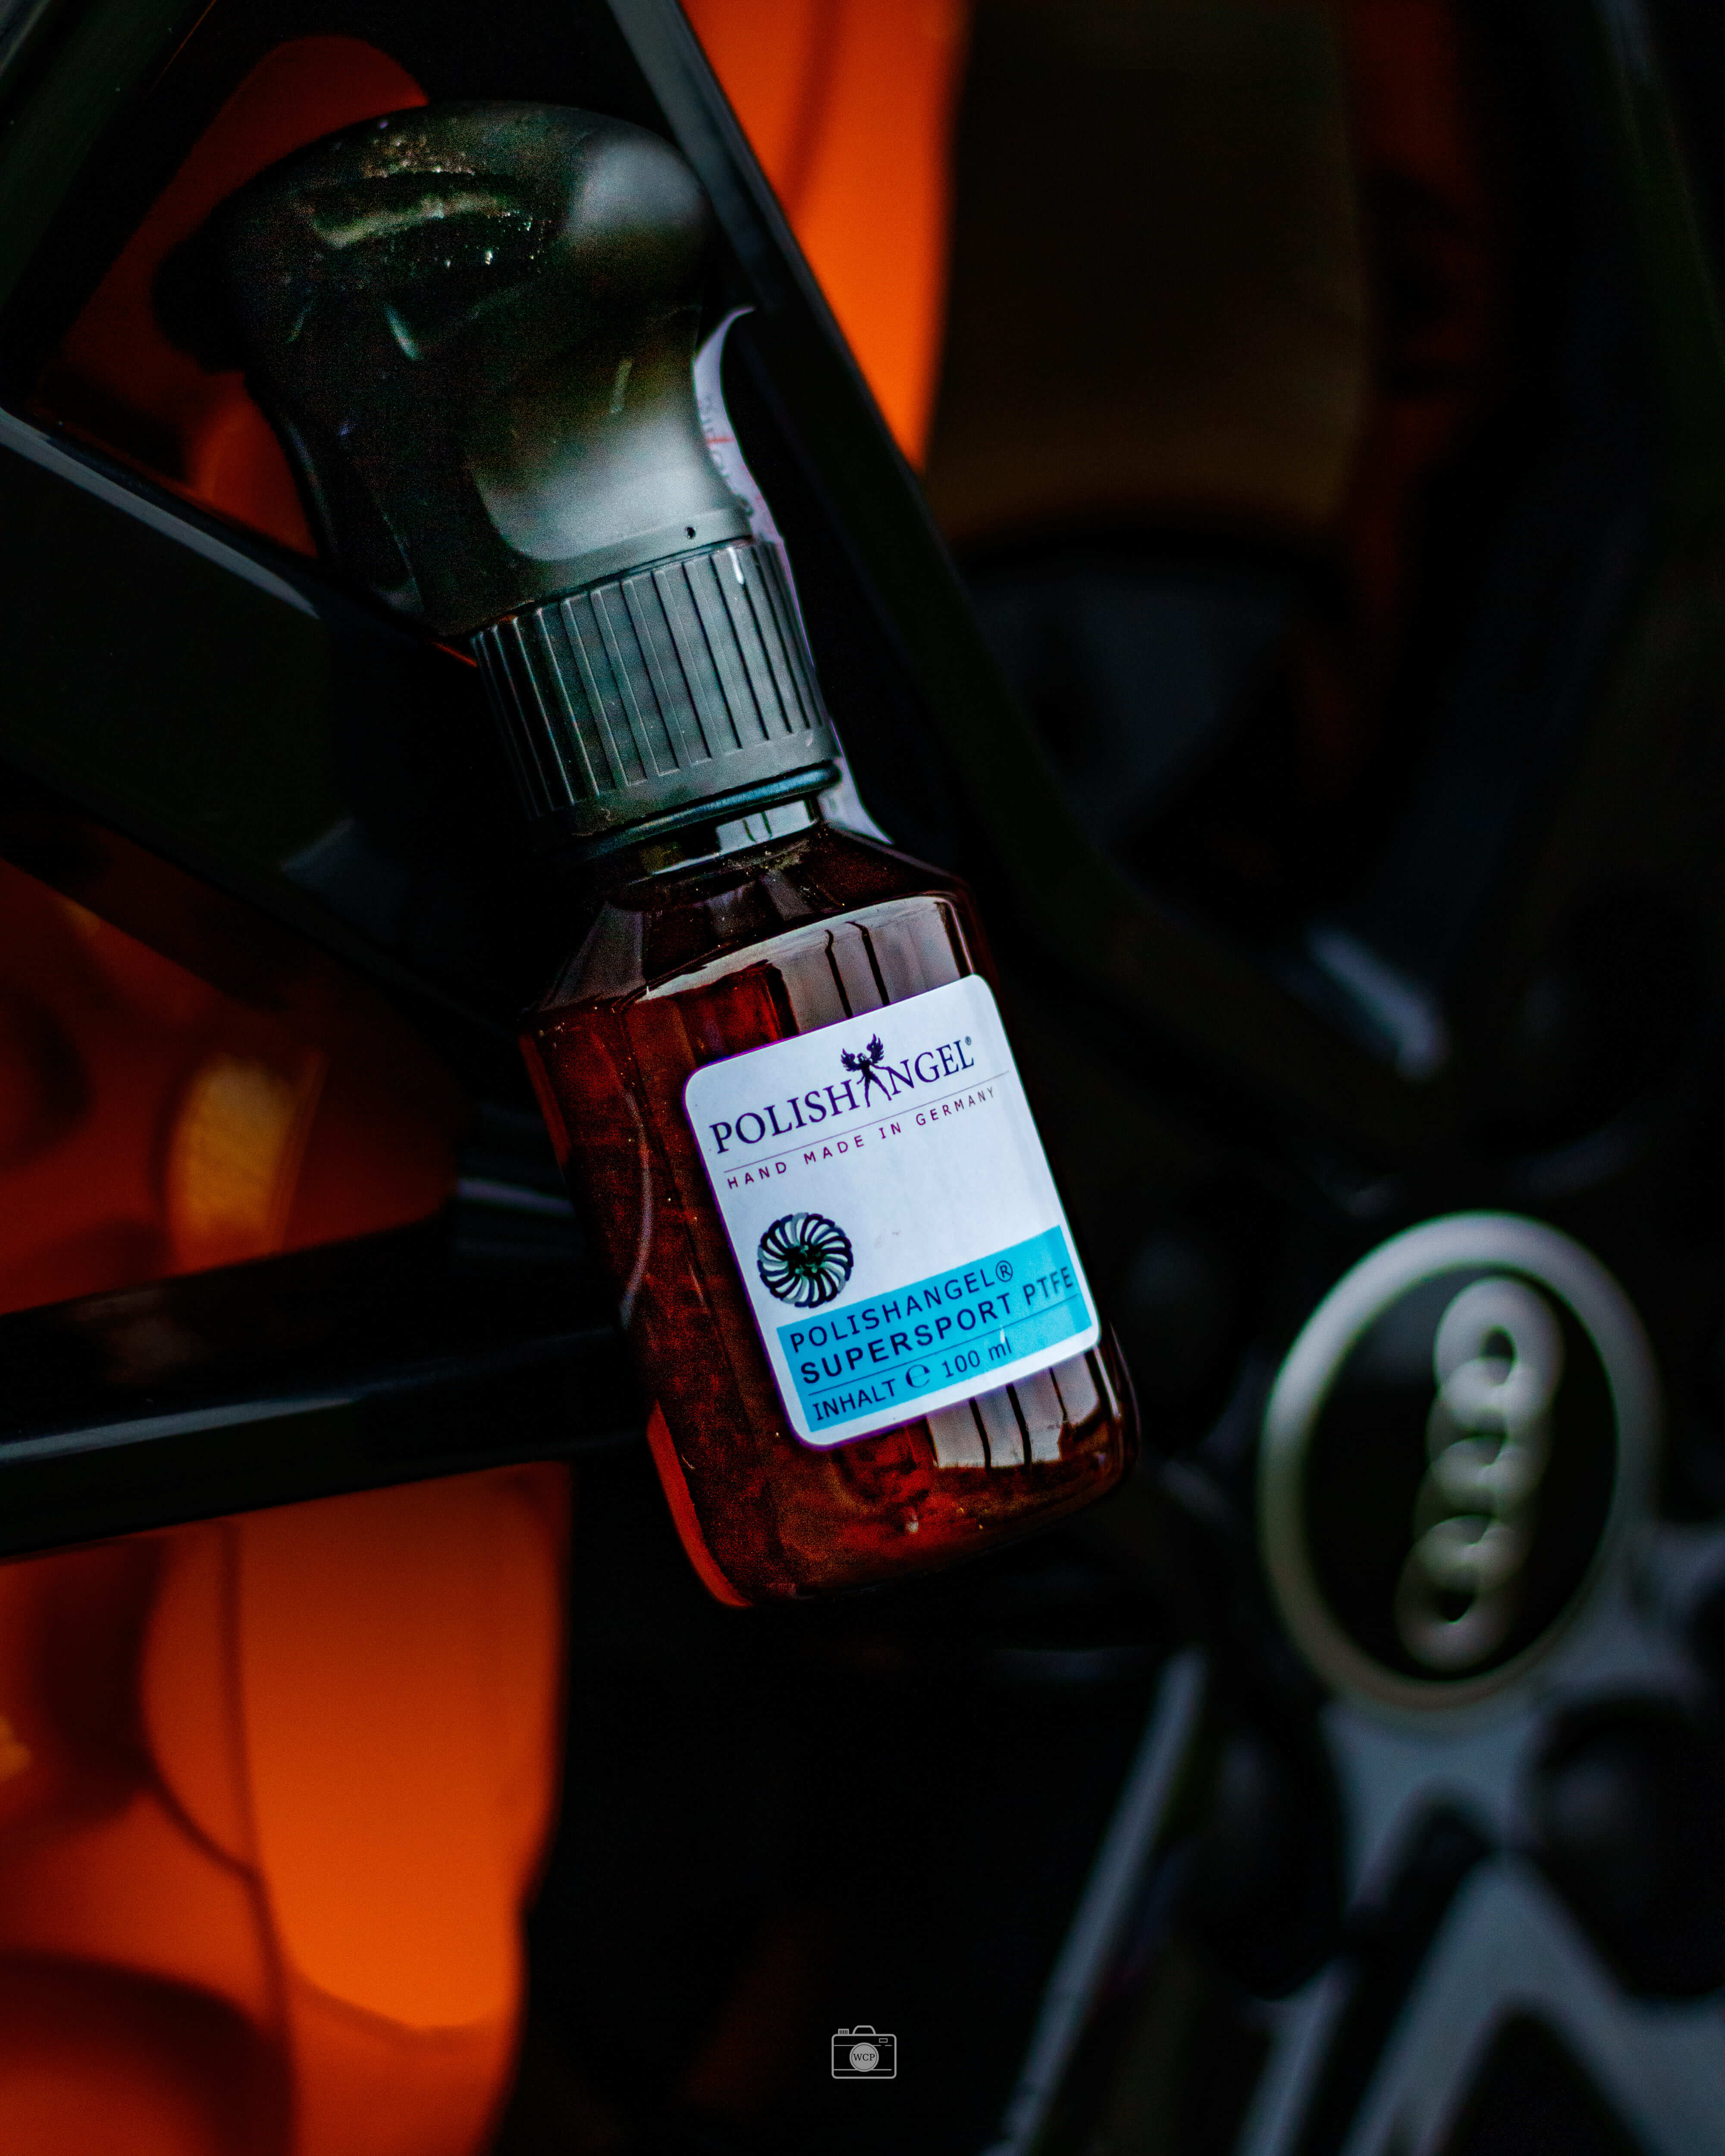 POLISHANGEL®
HAND MADE IN GERMANY
POLISHANGEL®
SUPERSPORT PTFE
INHALT ℮ 100 ml
WCP